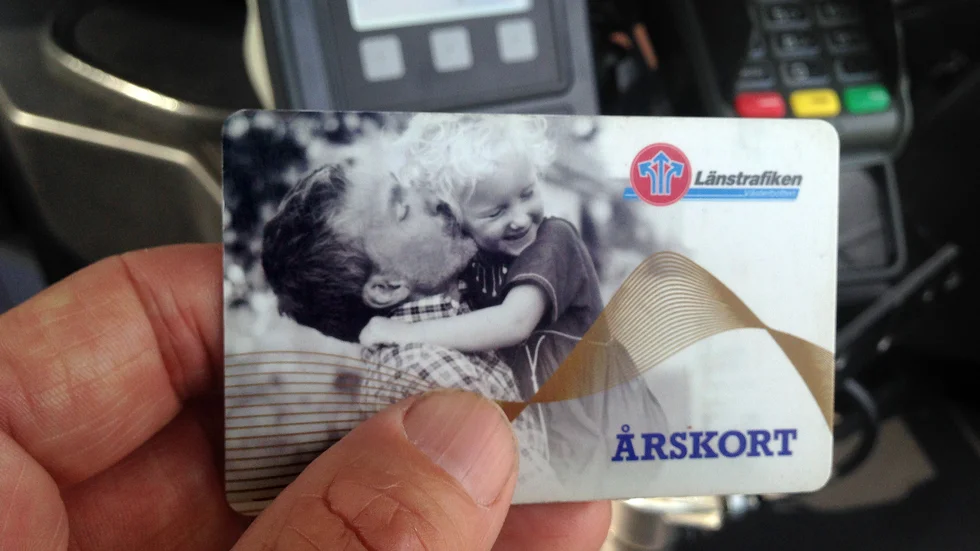 Länstrafiken
Västerbotten
ÅRSKORT